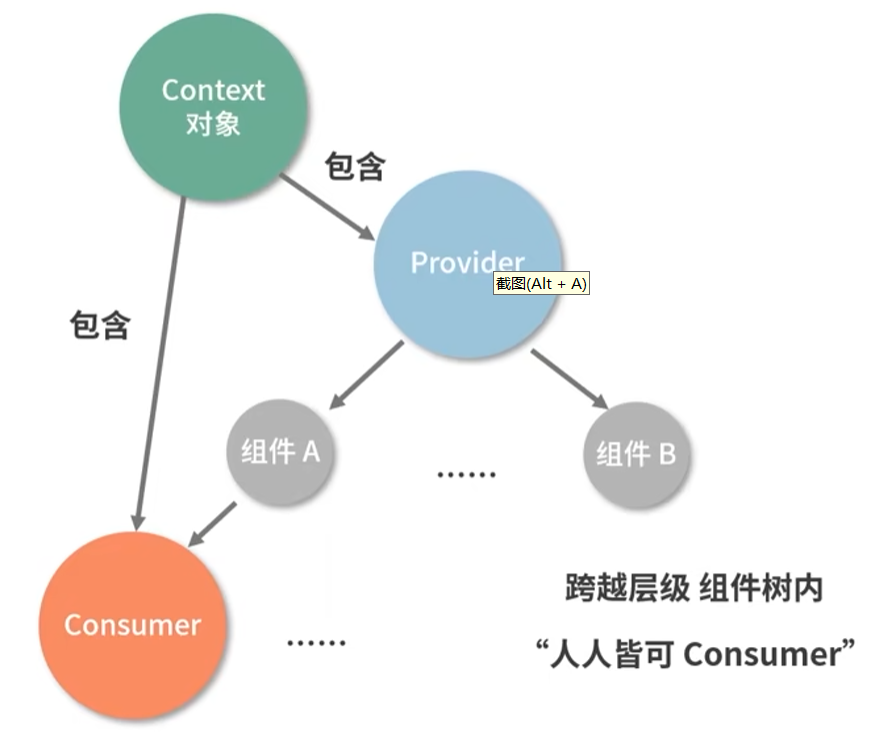 Context
对象
包含
Provider
截图(Alt + A)
包含
组件 A
......
组件 B
跨越层级 组件树内
Consumer
......
“人人皆可 Consumer”